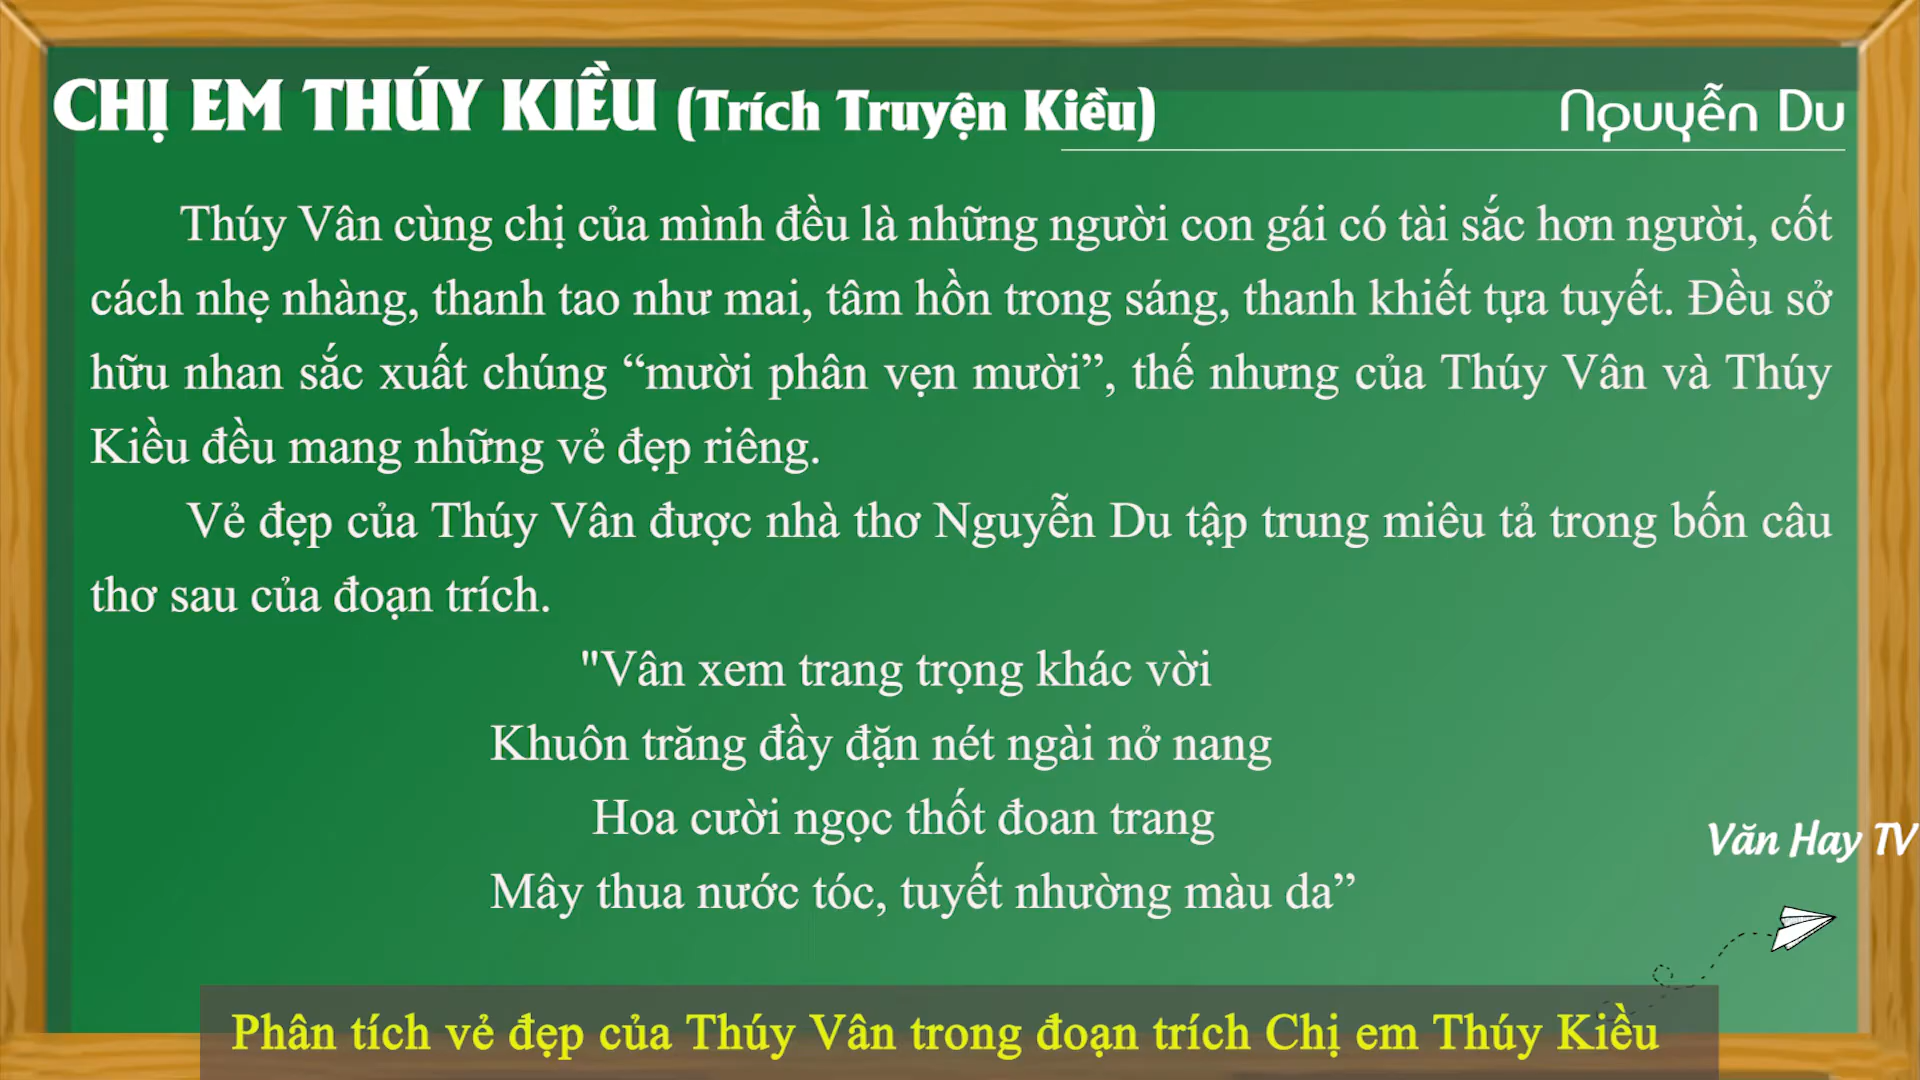 CHỊ EM THÚY KIỀU (Trích Truyện Kiều)
Nguyễn Du
Thúy Vân cùng chị của mình đều là những người con gái có tài sắc hơn người, cốt
cách nhẹ nhàng, thanh tao như mai, tâm hồn trong sáng, thanh khiết tựa tuyết. Đều sở
hữu nhan sắc xuất chúng “mười phân vẹn mười”, thế nhưng của Thúy Vân và Thúy
Kiều đều mang những vẻ đẹp riêng.
Vẻ đẹp của Thúy Vân được nhà thơ Nguyễn Du tập trung miêu tả trong bốn câu
thơ sau của đoạn trích.
"Vân xem trang trọng khác vời
Khuôn trăng đầy đặn nét ngài nở nang
Hoa cười ngọc thốt đoan trang
Mây thua nước tóc, tuyết nhường màu da”
Văn Hay TV
Phân tích vẻ đẹp của Thúy Vân trong đoạn trích Chị em Thúy Kiều